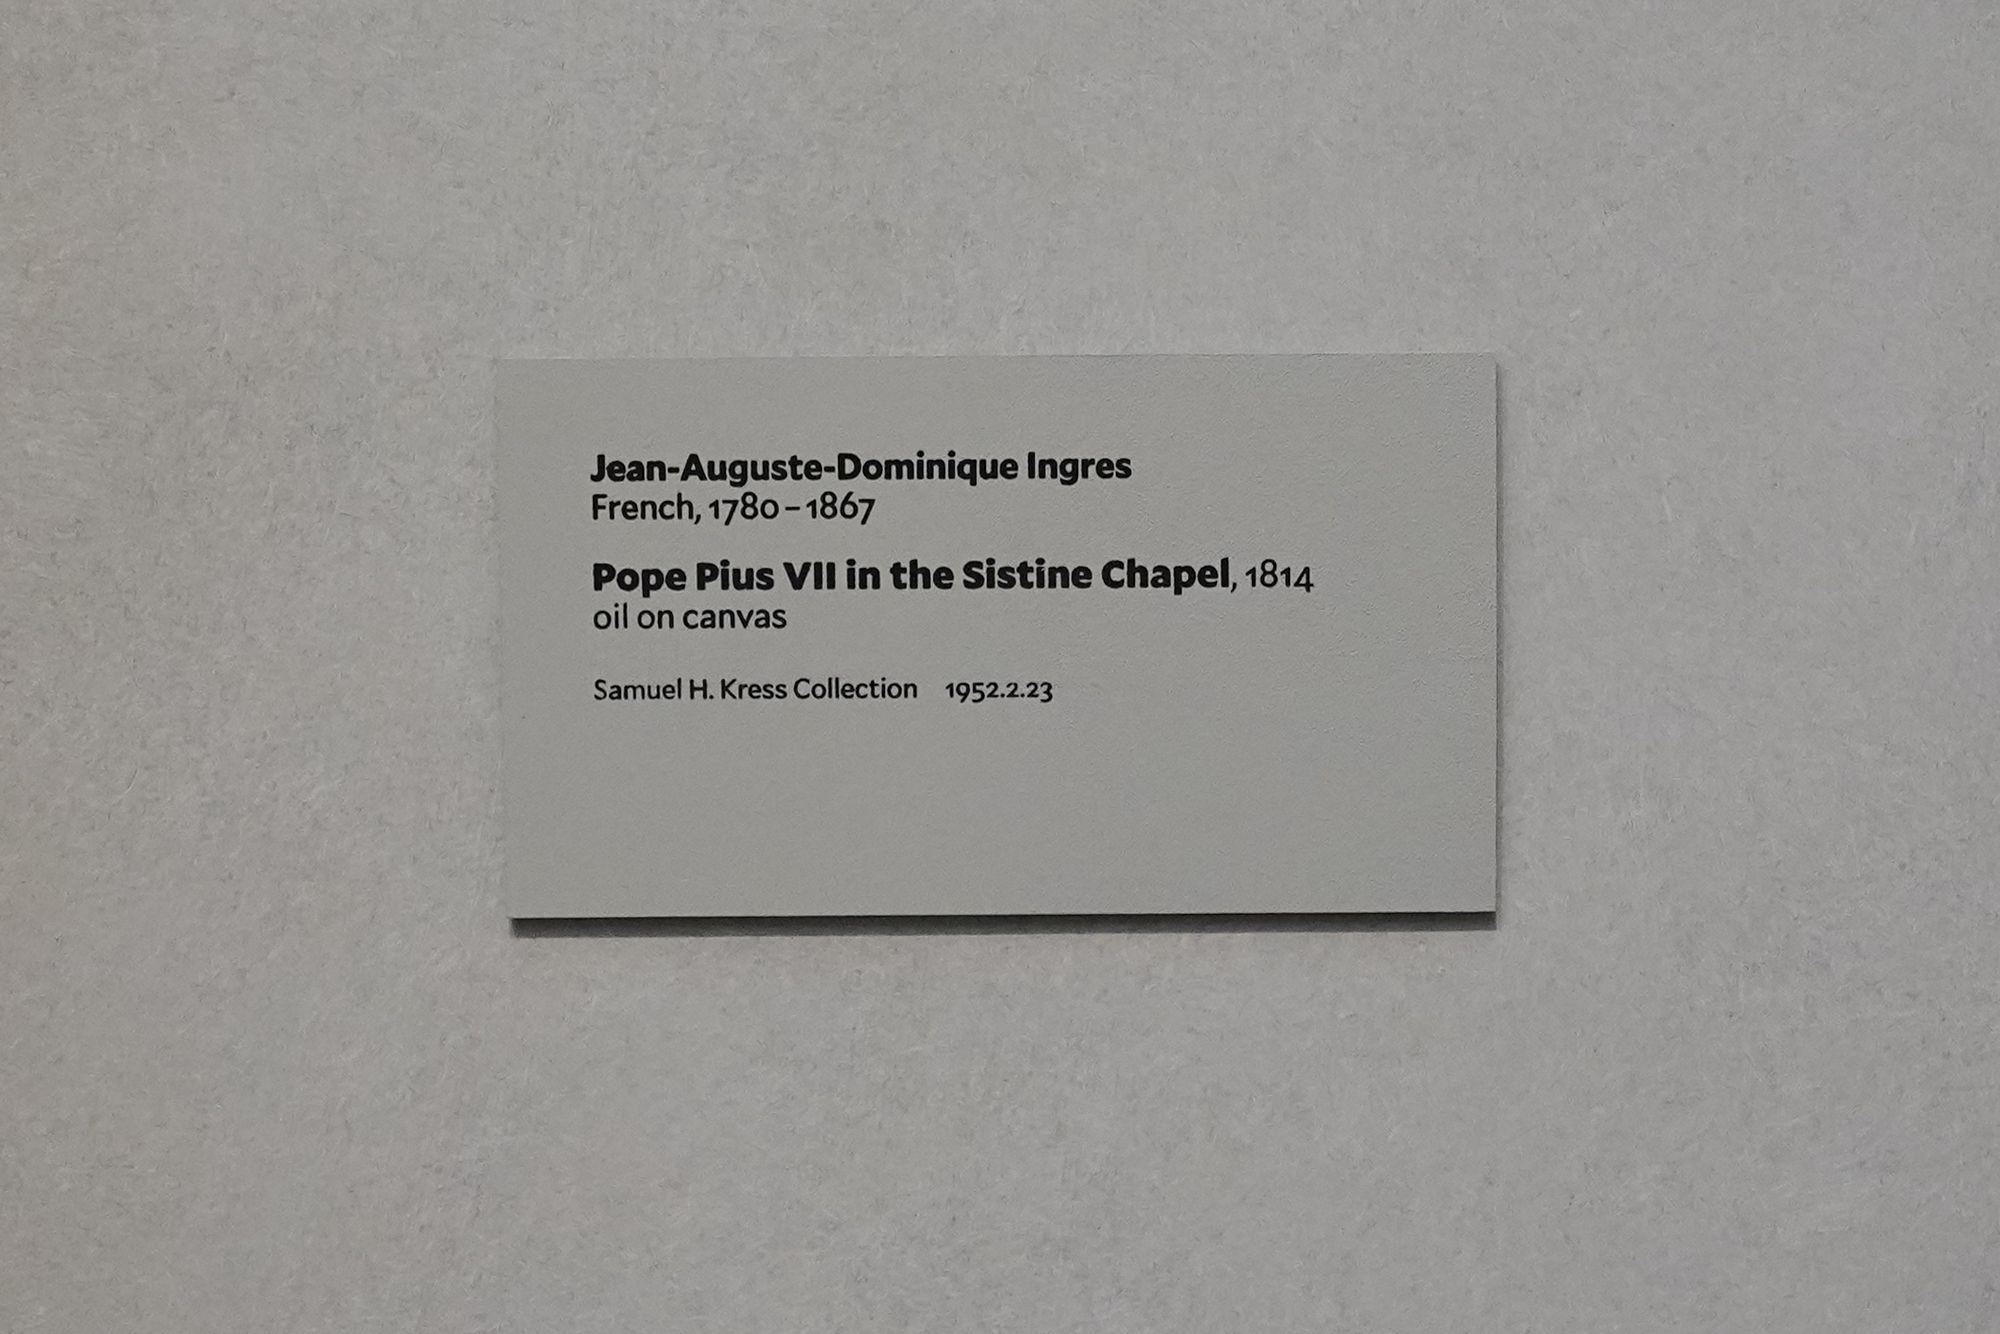 Jean-Auguste-Dominique Ingres
French, 1780–1867
Pope Pius VII in the Sistine Chapel, 1814
oil on canvas
Samuel H. Kress Collection 1952.2.23